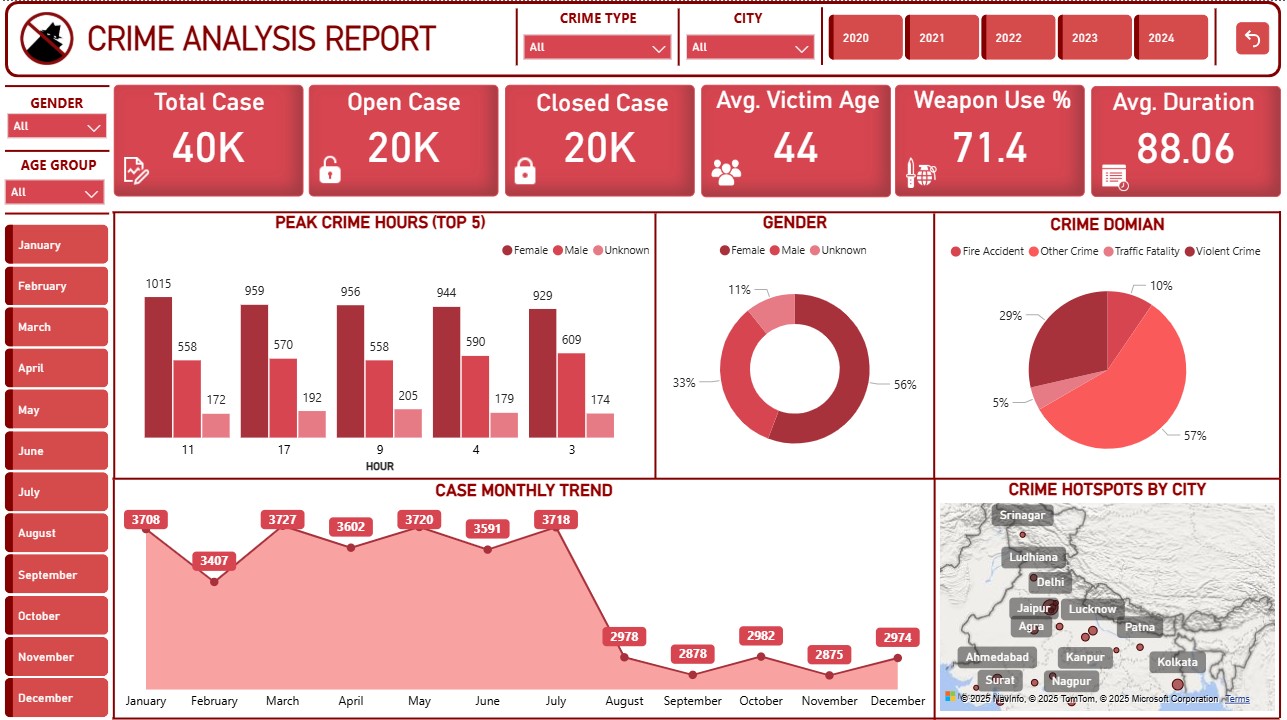 CRIME ANALYSIS REPORT
CRIME TYPE
All
CITY
All
2020
2021
2022
2023
2024
GENDER
All
AGE GROUP
All
Total Case
40K
Open Case
20K
Closed Case
20K
Avg. Victim Age
44
Weapon Use %
71.4
Avg. Duration
88.06
January
February
March
April
May
June
July
August
September
October
November
December
PEAK CRIME HOURS (TOP 5)
Female Male Unknown
1015 558 172
959 570 192
956 558 205
944 590 179
929 609 174
11 17 9 4 3
HOUR
GENDER
Female Male Unknown
11%
33%
56%
CRIME DOMIAN
Fire Accident Other Crime Traffic Fatality Violent Crime
10%
29%
5%
57%
CASE MONTHLY TREND
3708 3407 3727 3602 3720 3591 3718 2978 2878 2982 2875 2974
January February March April May June July August September October November December
CRIME HOTSPOTS BY CITY
Srinagar
Ludhiana
Delhi
Jaipur Lucknow
Agra Patna
Ahmedabad Kanpur Kolkata
Surat Nagpur
© 2025 NavInfo, © 2025 TomTom, © 2025 Microsoft Corporation Terms